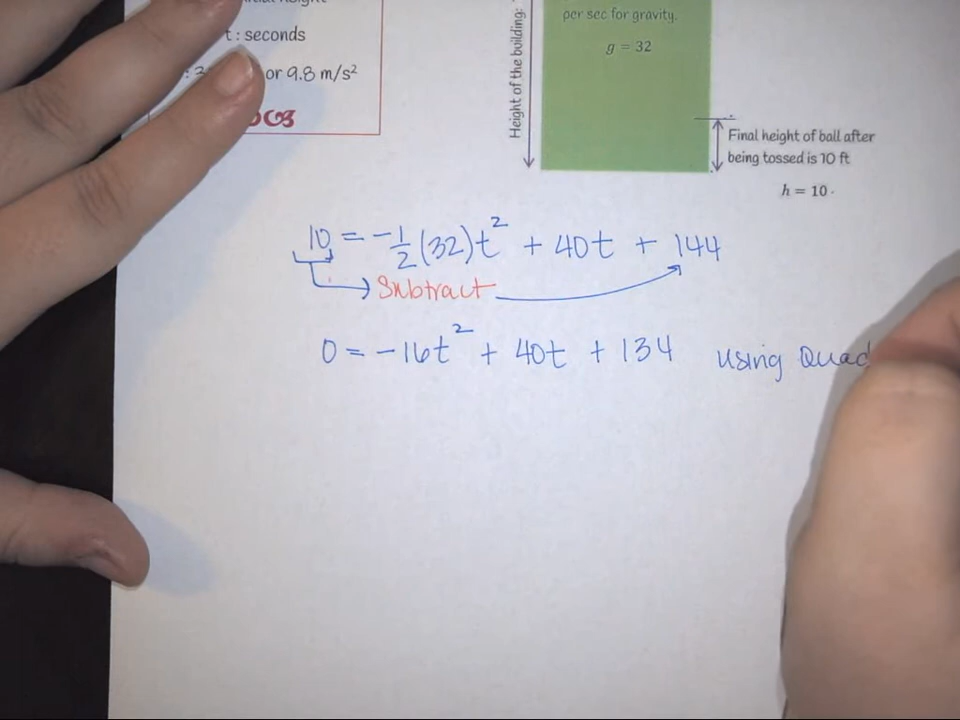 t : seconds
or 9.8 m/s²
Height of the building:
per sec for gravity.
g = 32
Final height of ball after
being tossed is 10 ft
h = 10
10 = -1/2(32)t² + 40t + 144
Subtract
0 = -16t² + 40t + 134 using Quad